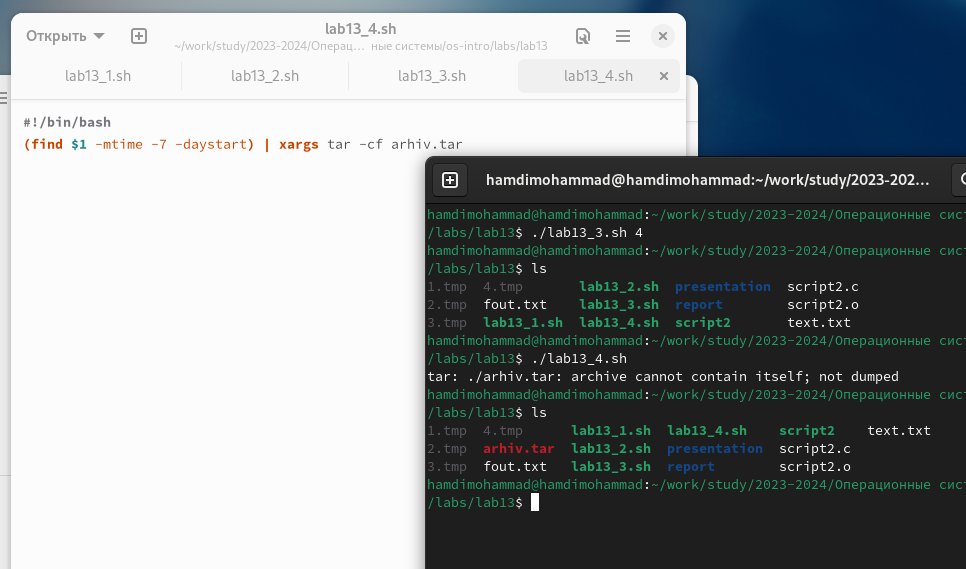 Открыть
lab13_4.sh
~/work/study/2023-2024/Операц… ные системы/os-intro/labs/lab13
lab13_1.sh lab13_2.sh lab13_3.sh lab13_4.sh
#!/bin/bash
(find $1 -mtime -7 -daystart) | xargs tar -cf arhiv.tar
hamdimohammad@hamdimohammad:~/work/study/2023-202...
hamdimohammad@hamdimohammad:~/work/study/2023-2024/Операционные сист
/labs/lab13$ ./lab13_3.sh 4
hamdimohammad@hamdimohammad:~/work/study/2023-2024/Операционные сист
/labs/lab13$ ls
1.tmp 4.tmp lab13_2.sh presentation script2.c
2.tmp fout.txt lab13_3.sh report script2.o
3.tmp lab13_1.sh lab13_4.sh script2 text.txt
hamdimohammad@hamdimohammad:~/work/study/2023-2024/Операционные сист
/labs/lab13$ ./lab13_4.sh
tar: ./arhiv.tar: archive cannot contain itself; not dumped
hamdimohammad@hamdimohammad:~/work/study/2023-2024/Операционные сист
/labs/lab13$ ls
1.tmp 4.tmp lab13_1.sh lab13_4.sh script2 text.txt
2.tmp arhiv.tar lab13_2.sh presentation script2.c
3.tmp fout.txt lab13_3.sh report script2.o
hamdimohammad@hamdimohammad:~/work/study/2023-2024/Операционные сист
/labs/lab13$